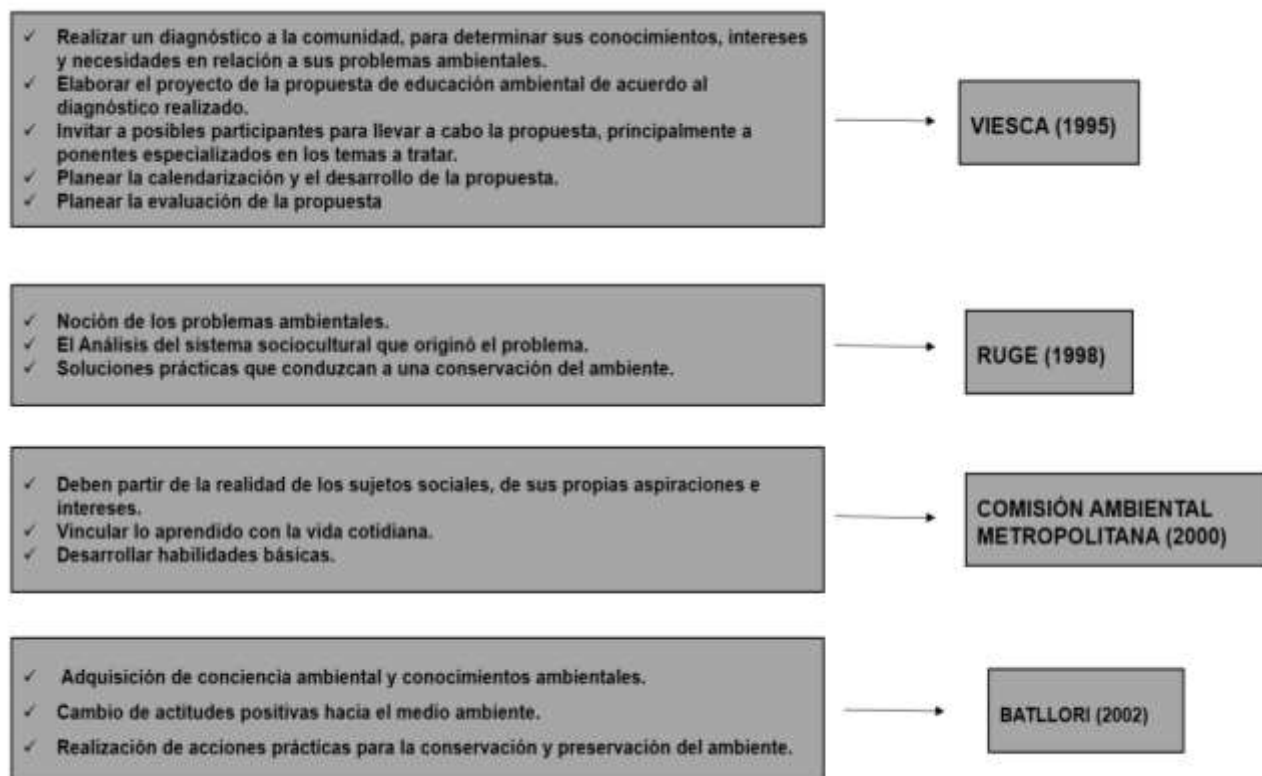 ✓ Realizar un diagnóstico a la comunidad, para determinar sus conocimientos, intereses
y necesidades en relación a sus problemas ambientales.
✓ Elaborar el proyecto de la propuesta de educación ambiental de acuerdo al
diagnóstico realizado.
✓ Invitar a posibles participantes para llevar a cabo la propuesta, principalmente a
ponentes especializados en los temas a tratar.
✓ Planear la calendarización y el desarrollo de la propuesta.
✓ Planear la evaluación de la propuesta
VIESCA (1995)
✓ Noción de los problemas ambientales.
✓ El Análisis del sistema sociocultural que originó el problema.
✓ Soluciones prácticas que conduzcan a una conservación del ambiente.
RUGE (1998)
✓ Deben partir de la realidad de los sujetos sociales, de sus propias aspiraciones e
intereses.
✓ Vincular lo aprendido con la vida cotidiana.
✓ Desarrollar habilidades básicas.
COMISIÓN AMBIENTAL
METROPOLITANA (2000)
✓ Adquisición de conciencia ambiental y conocimientos ambientales.
✓ Cambio de actitudes positivas hacia el medio ambiente.
✓ Realización de acciones prácticas para la conservación y preservación del ambiente.
BATLLORI (2002)